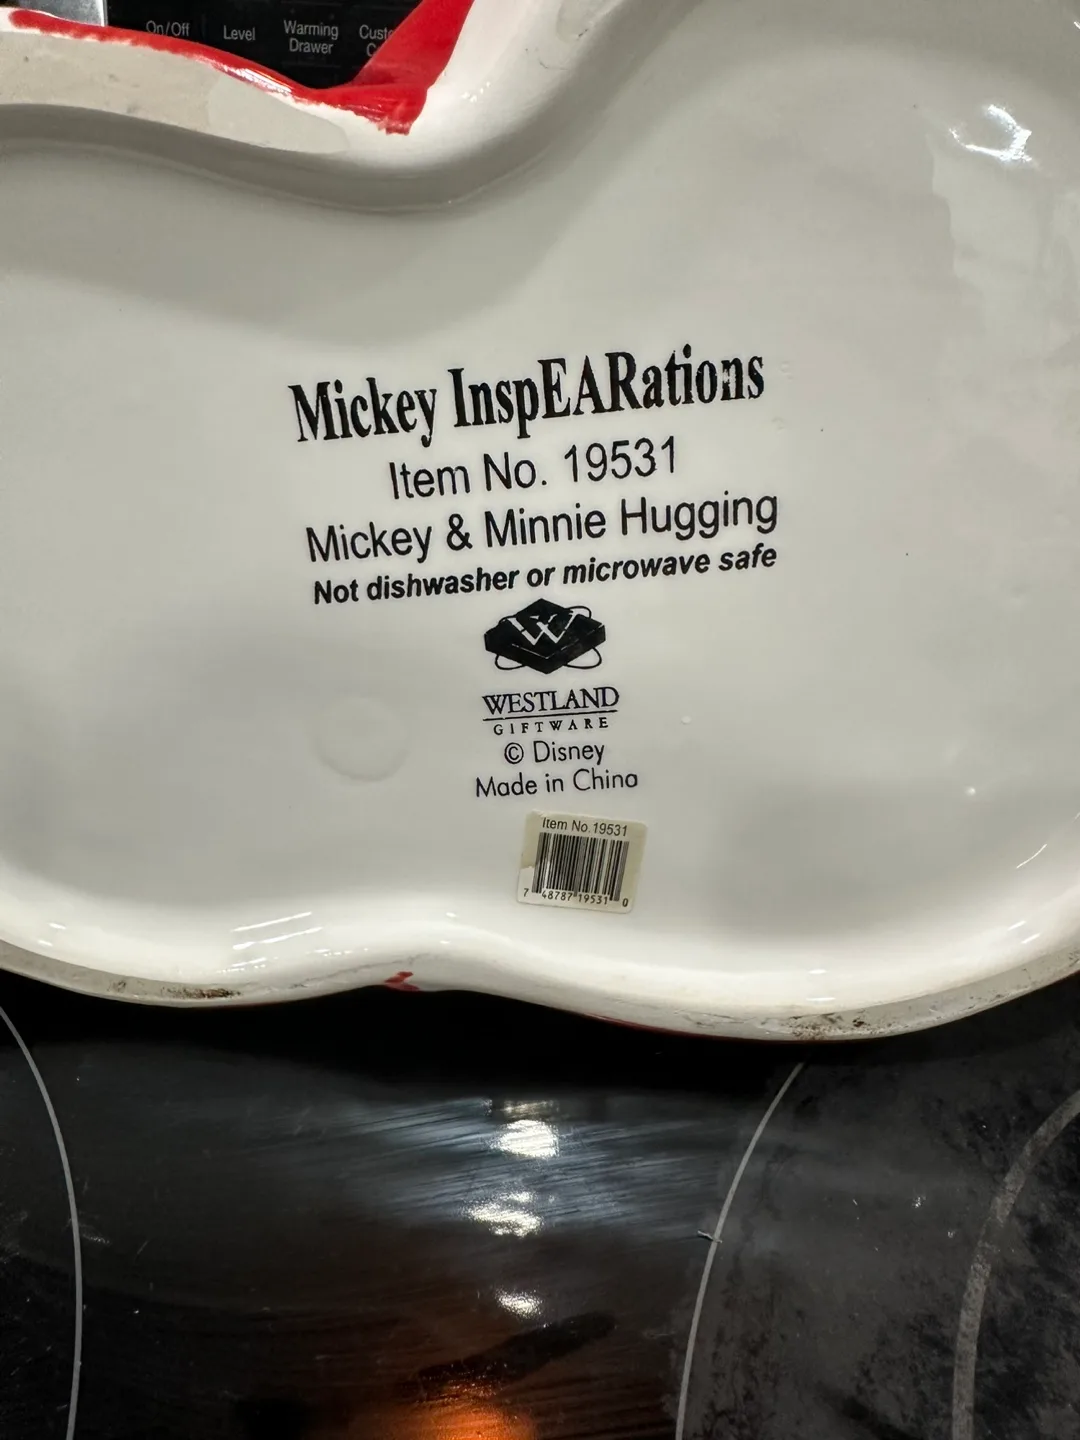 On/Off Level Warming
Drawer
Mickey InspEARations
Item No. 19531
Mickey & Minnie Hugging
Not dishwasher or microwave safe
W
WESTLAND
GIFTWARE
© Disney
Made in China
Item No.19531
7 48787 19531 0